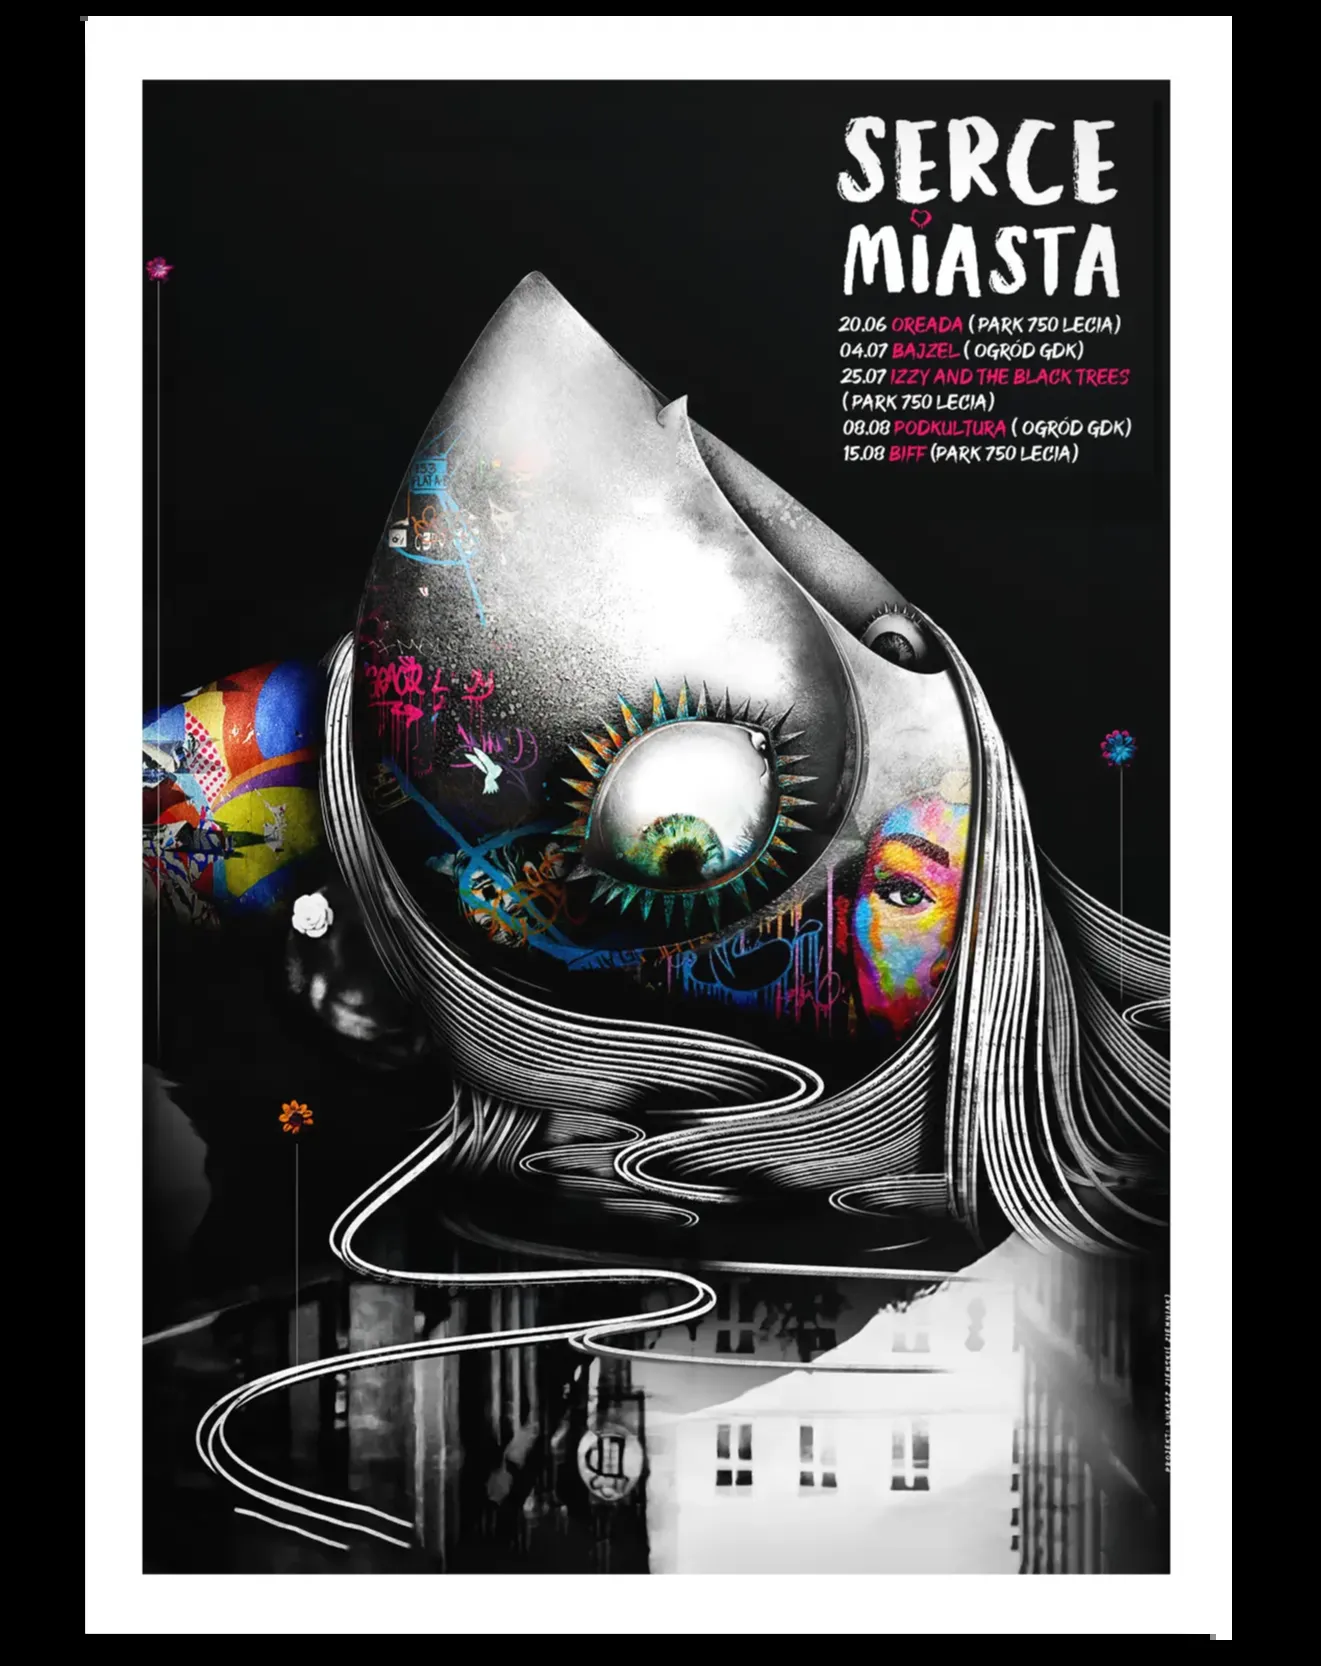 SERCE
MiASTA
20.06 OREADA (PARK 750 LECIA)
04.07 BAJZEL ( OGRÓD GDK)
25.07 IZZY AND THE BLACK TREES
(PARK 750 LECIA)
08.08 PODKULTURA ( OGRÓD GDK)
15.08 BIFF (PARK 750 LECIA)